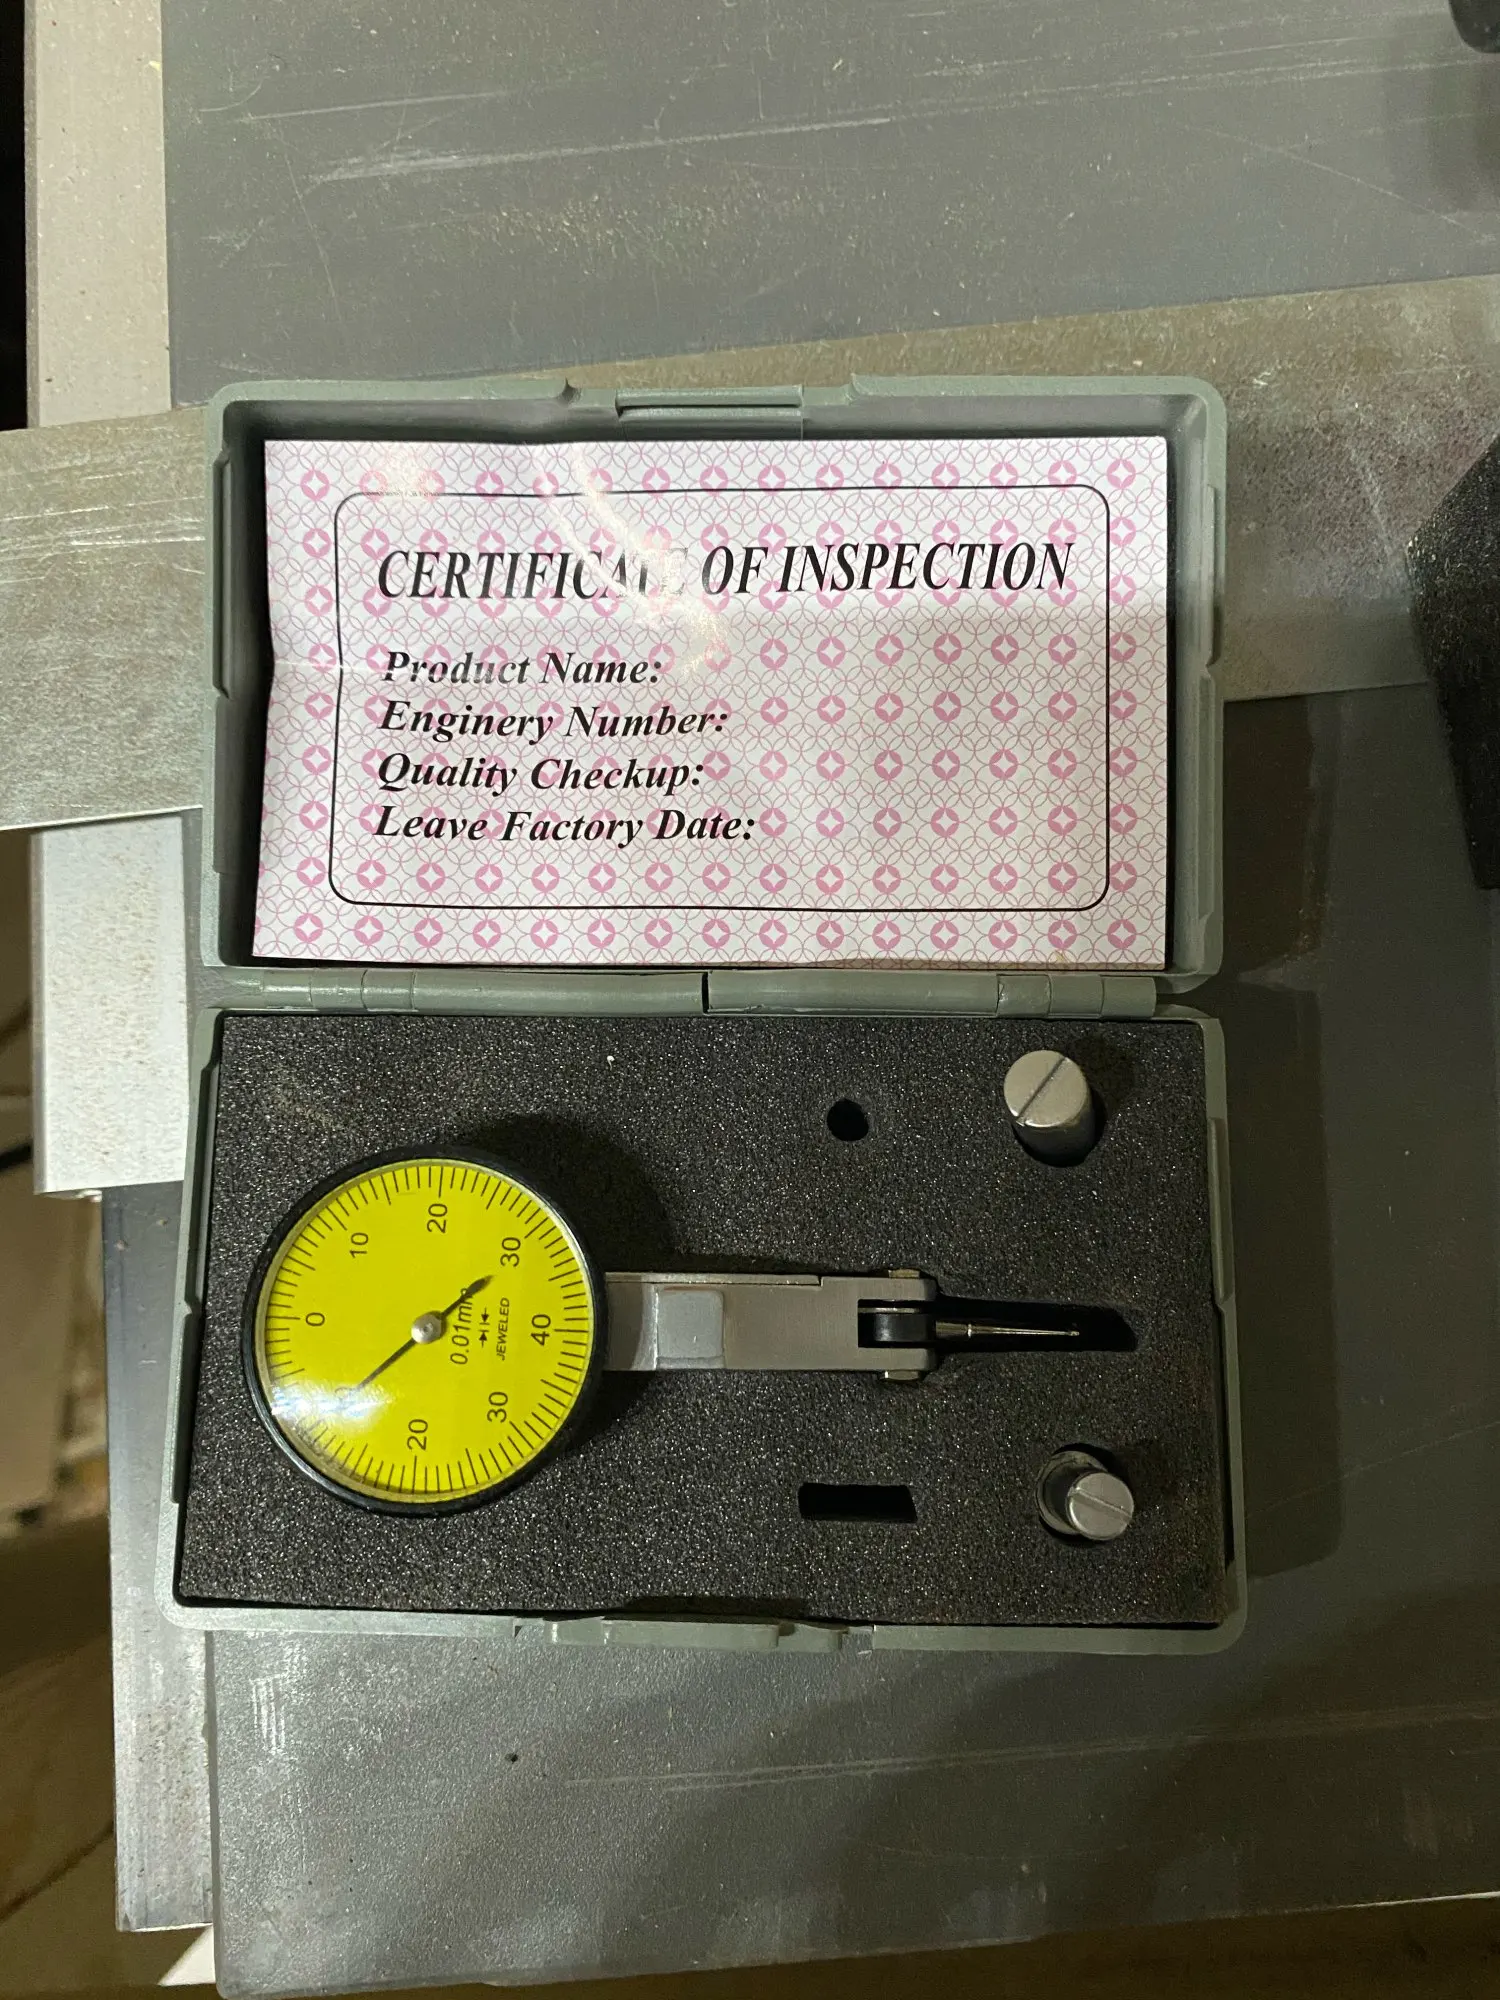 CERTIFICATE OF INSPECTION
Product Name:
Enginery Number:
Quality Checkup:
Leave Factory Date:
0
10
20
30
40
30
20
0.01mm
JEWELED